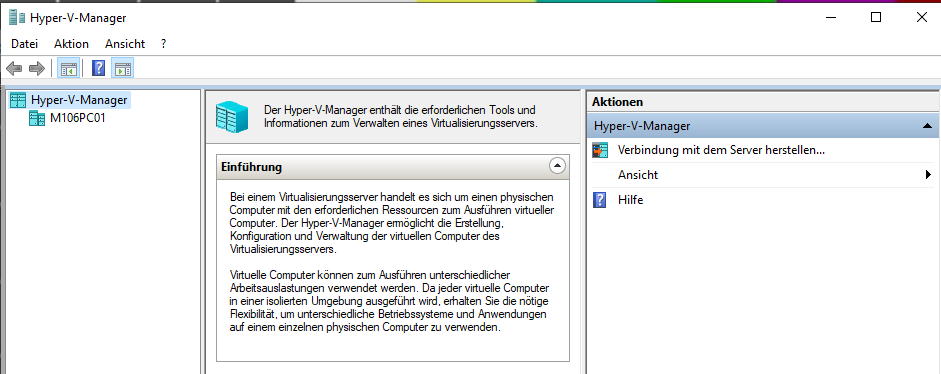 Hyper-V-Manager
Datei Aktion Ansicht ?
Hyper-V-Manager
M106PC01
Der Hyper-V-Manager enthält die erforderlichen Tools und
Informationen zum Verwalten eines Virtualisierungsservers.
Einführung
Bei einem Virtualisierungsserver handelt es sich um einen physischen
Computer mit den erforderlichen Ressourcen zum Ausführen virtueller
Computer. Der Hyper-V-Manager ermöglicht die Erstellung,
Konfiguration und Verwaltung der virtuellen Computer des
Virtualisierungsservers.
Virtuelle Computer können zum Ausführen unterschiedlicher
Arbeitsauslastungen verwendet werden. Da jeder virtuelle Computer
in einer isolierten Umgebung ausgeführt wird, erhalten Sie die nötige
Flexibilität, um unterschiedliche Betriebssysteme und Anwendungen
auf einem einzelnen physischen Computer zu verwenden.
Aktionen
Hyper-V-Manager
Verbindung mit dem Server herstellen...
Ansicht
Hilfe